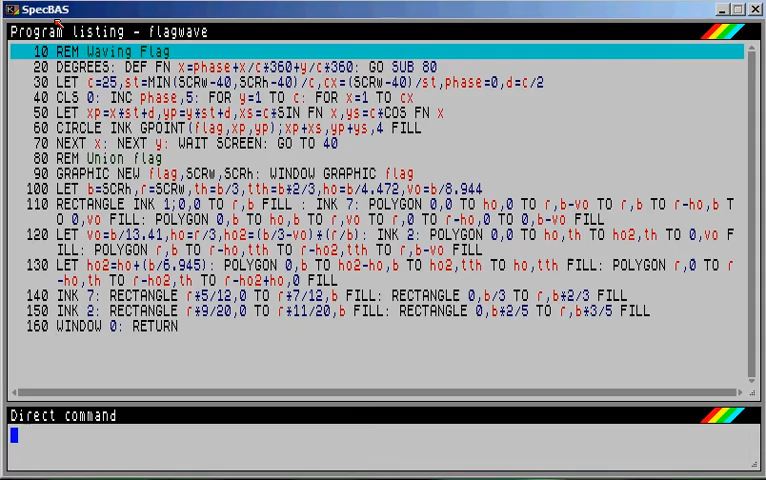 SpecBAS
Program listing - flagwave
10 REM Waving Flag
20 DEGREES: DEF FN x=phase+x/c*360+y/c*360: GO SUB 80
30 LET c=25,st=MIN(SCRw-40,SCRh-40)/c,cx=(SCRw-40)/st,phase=0,d=c/2
40 CLS 0: INC phase,5: FOR y=1 TO c: FOR x=1 TO cx
50 LET xp=x*st+d,yp=y*st+d,xs=c*SIN FN x,ys=c*COS FN x
60 CIRCLE INK GPOINT(flag,xp,yp);xp+xs,yp+ys,4 FILL
70 NEXT x: NEXT y: WAIT SCREEN: GO TO 40
80 REM Union flag
90 GRAPHIC NEW flag,SCRw,SCRh: WINDOW GRAPHIC flag
100 LET b=SCRh,r=SCRw,th=b/3,tth=b*2/3,ho=b/4.472,vo=b/8.944
110 RECTANGLE INK 1;0,0 TO r,b FILL : INK 7: POLYGON 0,0 TO ho,0 TO r,b-vo TO r,b TO r-ho,b T
O 0,vo FILL: POLYGON 0,b TO ho,b TO r,vo TO r,0 TO r-ho,0 TO 0,b-vo FILL
120 LET vo=b/13.41,ho=r/3,ho2=(b/3-vo)*(r/b): INK 2: POLYGON 0,0 TO ho,th TO ho2,th TO 0,vo F
ILL: POLYGON r,b TO r-ho,tth TO r-ho2,tth TO r,b-vo FILL
130 LET ho2=ho+(b/6.945): POLYGON 0,b TO ho2-ho,b TO ho2,tth TO ho,tth FILL: POLYGON r,0 TO r
-ho,th TO r-ho2,th TO r-ho2+ho,0 FILL
140 INK 7: RECTANGLE r*5/12,0 TO r*7/12,b FILL: RECTANGLE 0,b/3 TO r,b*2/3 FILL
150 INK 2: RECTANGLE r*9/20,0 TO r*11/20,b FILL: RECTANGLE 0,b*2/5 TO r,b*3/5 FILL
160 WINDOW 0: RETURN
Direct command